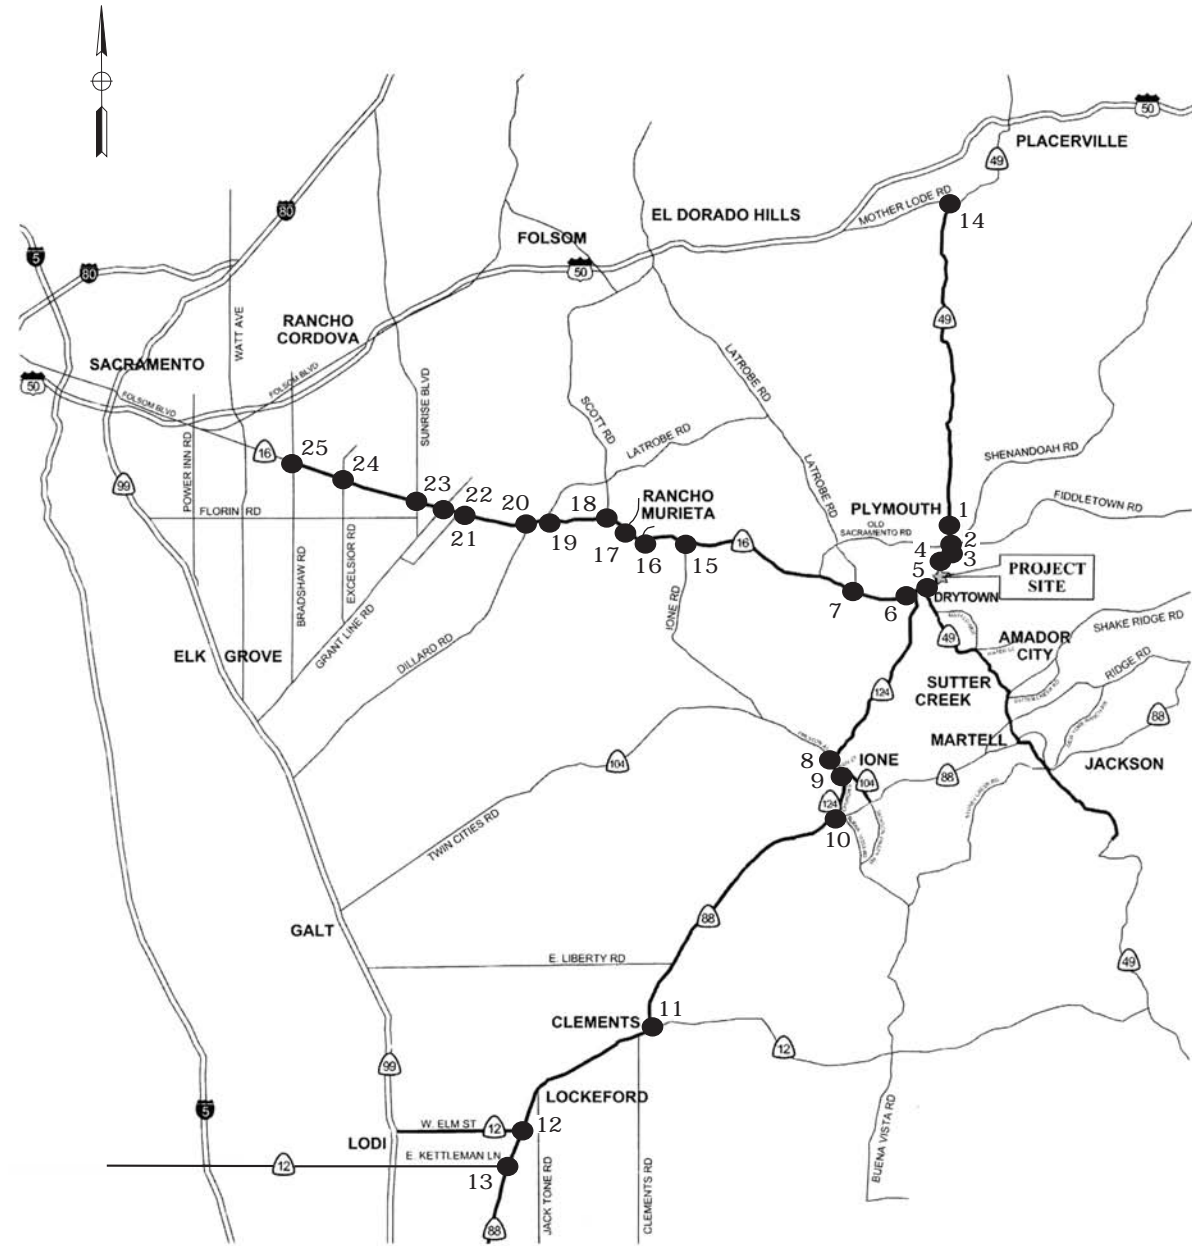 50
PLACERVILLE
49
MOTHER LODE RD
14
80
EL DORADO HILLS
FOLSOM
5
80
50
49
WATT AVE
RANCHO
CORDOVA
SACRAMENTO
FOLSOM BLVD
50
FOLSOM BLVD
SUNRISE BLVD
LATROBE RD
SCOTT RD
LATROBE RD
POWER INN RD
16
25
24
SHENANDOAH RD
99
LATROBE RD
23
22
20
18
RANCHO
MURIETA
PLYMOUTH
1
FIDDLETOWN RD
FLORIN RD
OLD
SACRAMENTO RD
21
19
17
16
15
16
2
4
3
EXCELSIOR RD
BRADSHAW RD
5
PROJECT
SITE
7
6
DRYTOWN
IONE RD
GRANT LINE RD
DILLARD RD
49
AMADOR
CITY
SHAKE RIDGE RD
ELK GROVE
RIDGE RD
SUTTER
CREEK
124
88
MARTELL
JACKSON
104
8
IONE
9
104
88
124
10
TWIN CITIES RD
88
GALT
E. LIBERTY RD
49
11
CLEMENTS
12
99
LOCKEFORD
5
W. ELM ST
12
12
LODI
E. KETTLEMAN LN
12
13
JACK TONE RD
CLEMENTS RD
BUENA VISTA RD
88